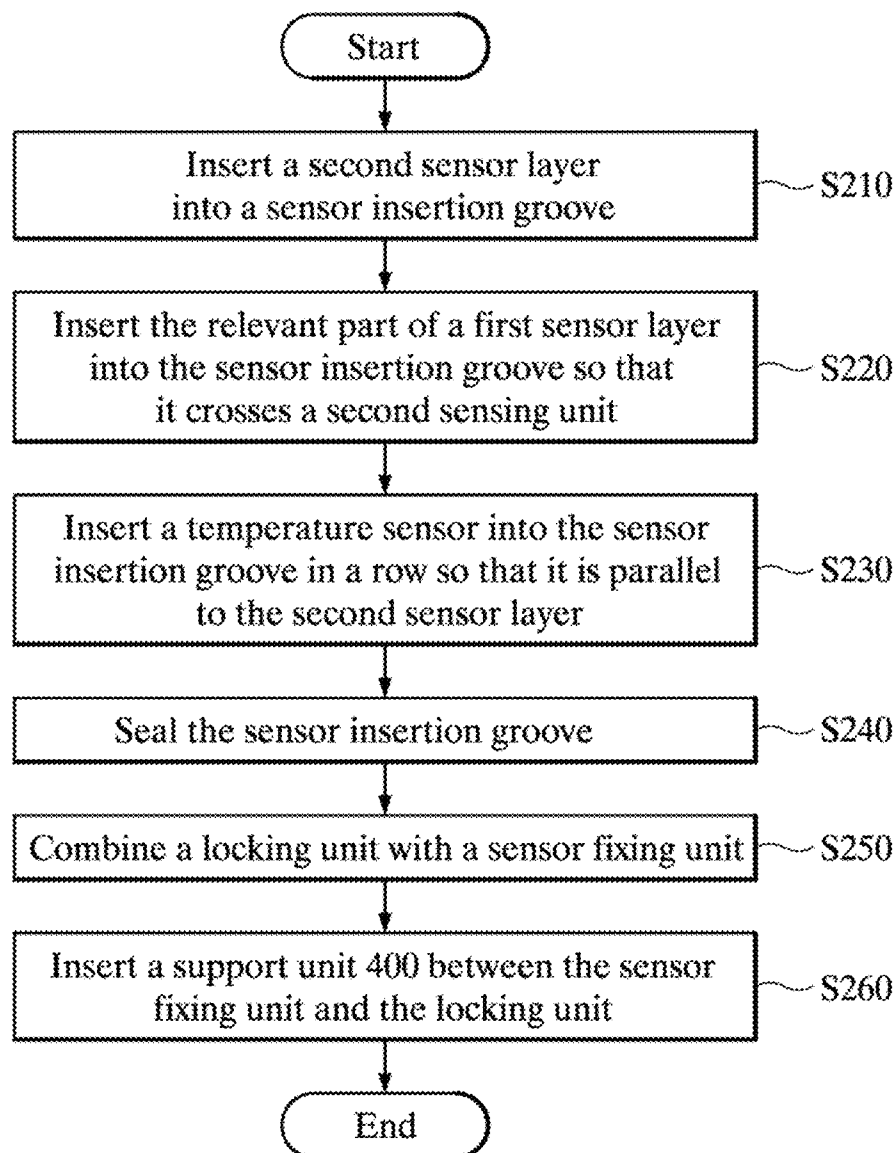 Start
Insert a second sensor layer
into a sensor insertion groove
S210
Insert the relevant part of a first sensor layer
into the sensor insertion groove so that
it crosses a second sensing unit
S220
Insert a temperature sensor into the sensor
insertion groove in a row so that it is parallel
to the second sensor layer
S230
Seal the sensor insertion groove
S240
Combine a locking unit with a sensor fixing unit
S250
Insert a support unit 400 between the sensor
fixing unit and the locking unit
S260
End